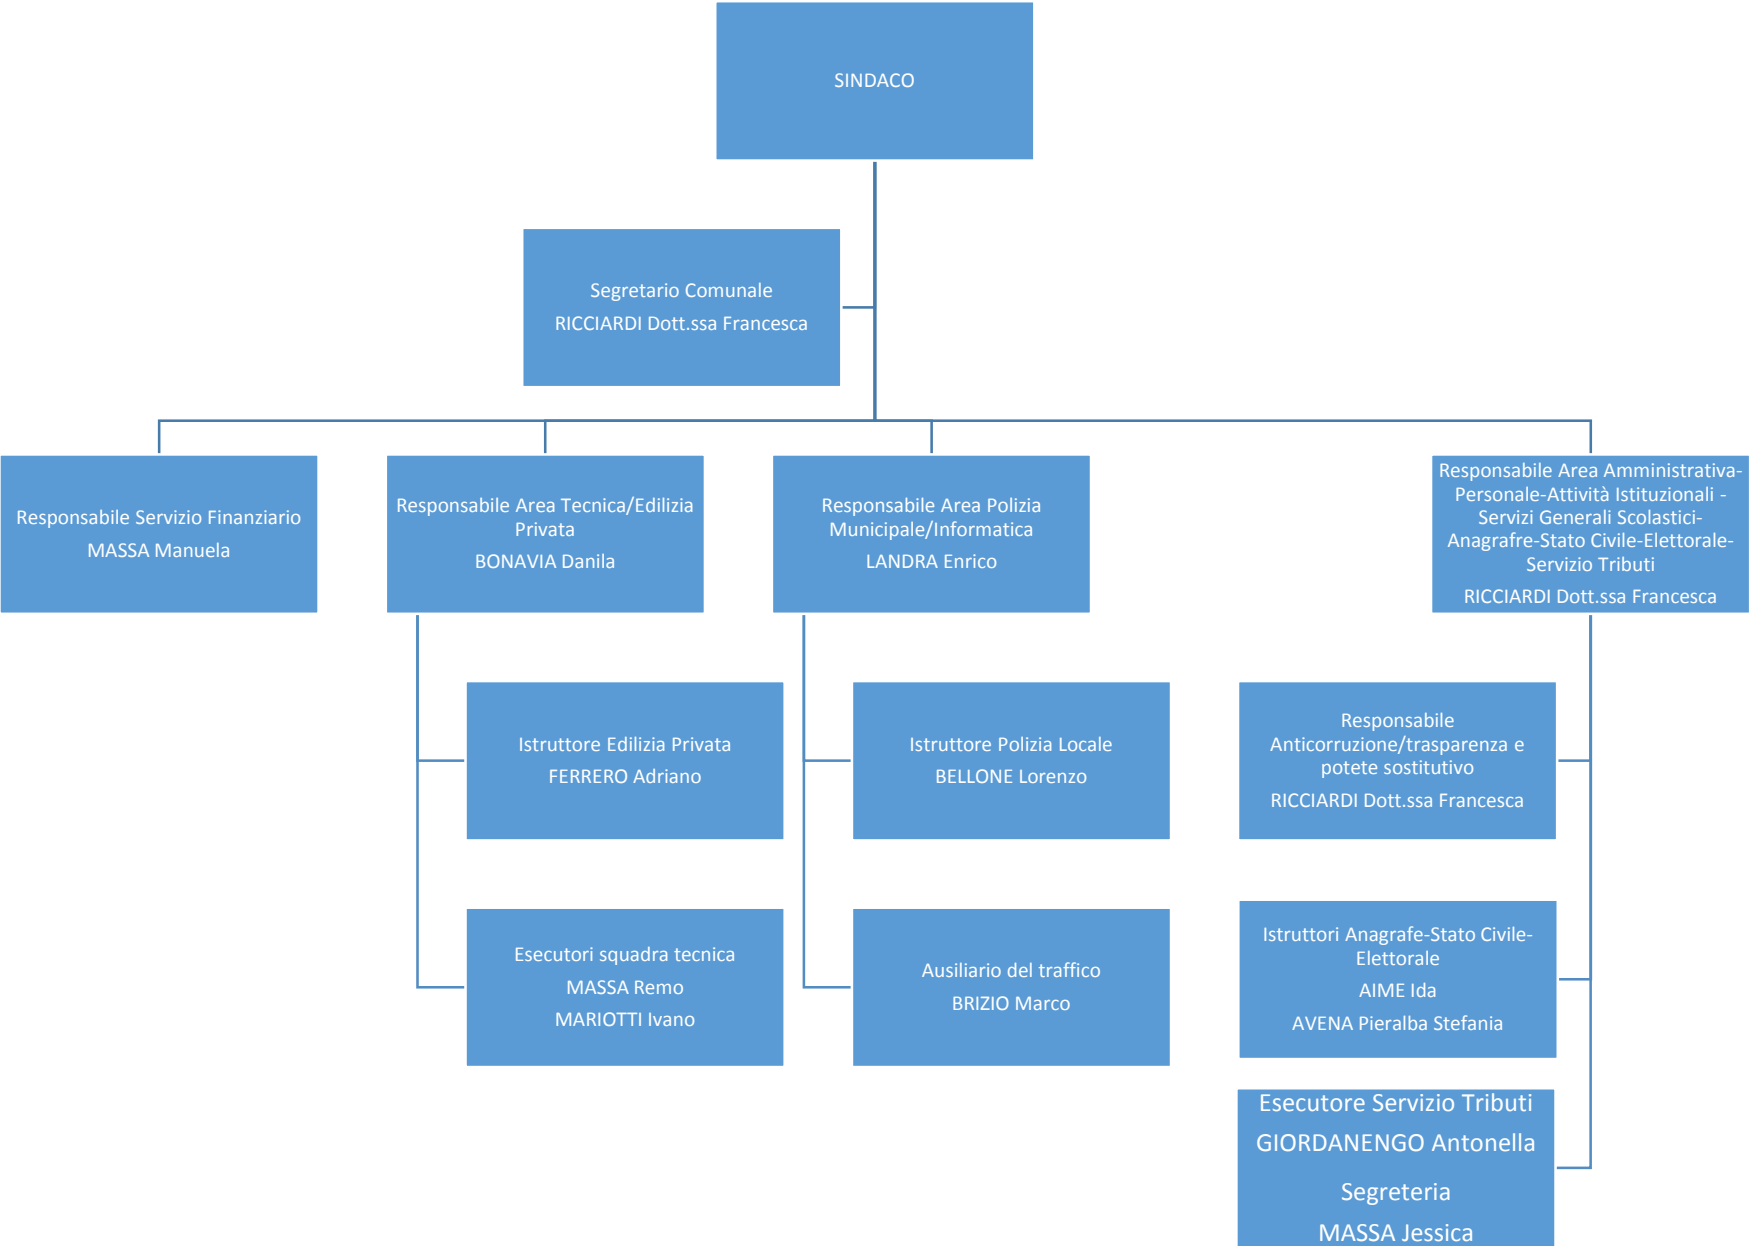 SINDACO
Segretario Comunale
RICCIARDI Dott.ssa Francesca
Responsabile Servizio Finanziario
MASSA Manuela
Responsabile Area Tecnica/Edilizia
Privata
BONAVIA Danila
Responsabile Area Polizia
Municipale/Informatica
LANDRA Enrico
Responsabile Area Amministrativa-
Personale-Attività Istituzionali -
Servizi Generali Scolastici-
Anagrafre-Stato Civile-Elettorale-
Servizio Tributi
RICCIARDI Dott.ssa Francesca
Istruttore Edilizia Privata
FERRERO Adriano
Istruttore Polizia Locale
BELLONE Lorenzo
Responsabile
Anticorruzione/trasparenza e
potete sostitutivo
RICCIARDI Dott.ssa Francesca
Esecutori squadra tecnica
MASSA Remo
MARIOTTI Ivano
Ausiliario del traffico
BRIZIO Marco
Istruttori Anagrafe-Stato Civile-
Elettorale
AIME Ida
AVENA Pieralba Stefania
Esecutore Servizio Tributi
GIORDANENGO Antonella
Segreteria
MASSA Jessica